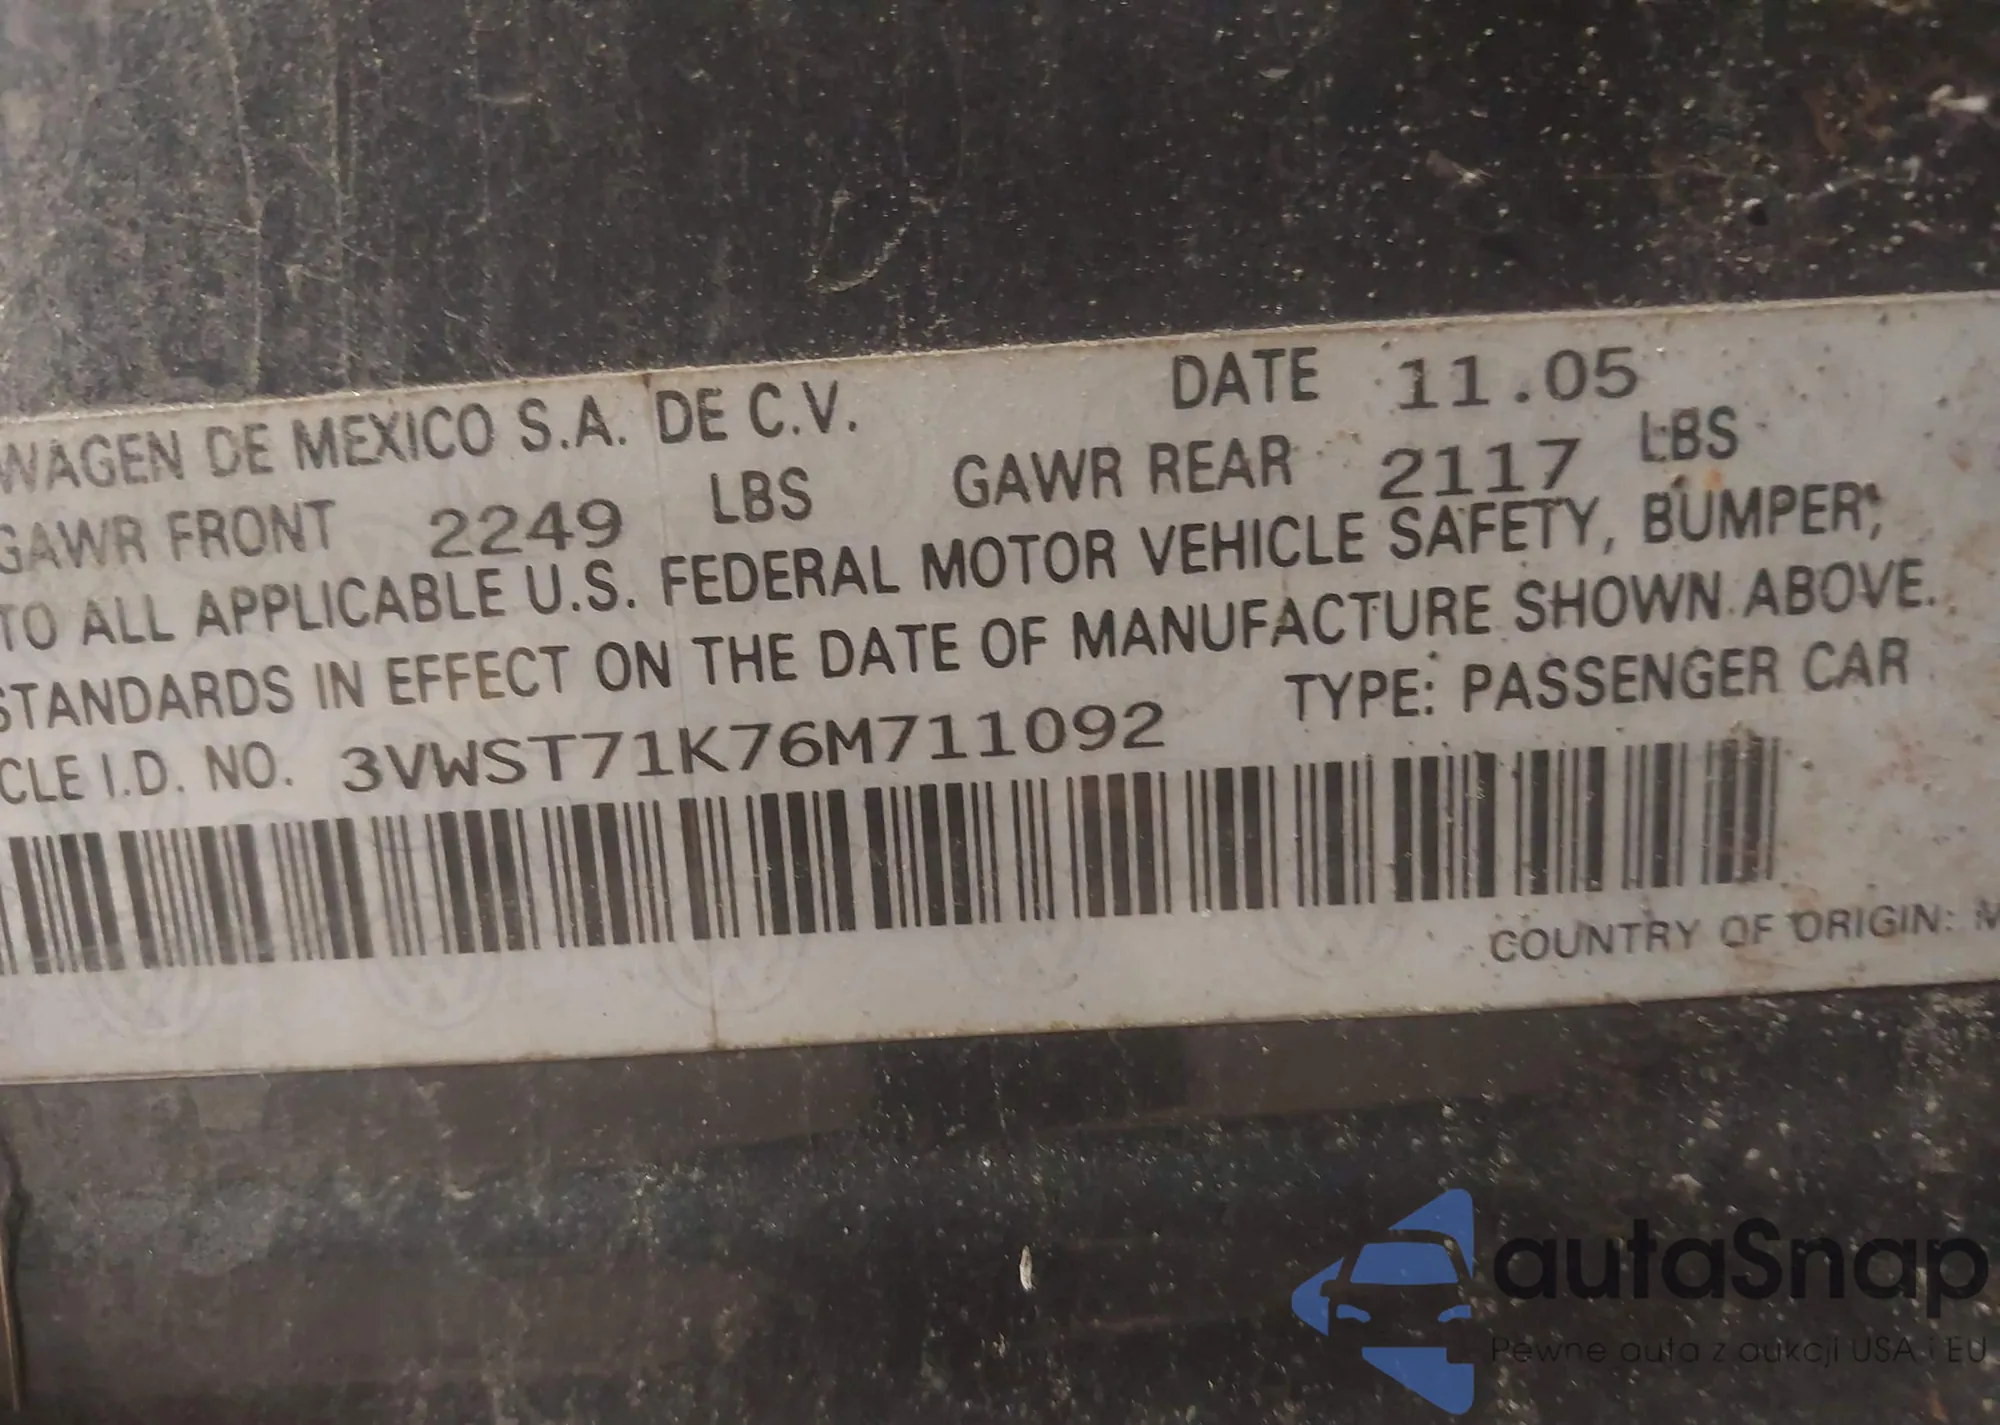 WAGEN DE MEXICO S.A. DE C.V. DATE 11.05
GAWR FRONT 2249 LBS GAWR REAR 2117 LBS
TO ALL APPLICABLE U.S. FEDERAL MOTOR VEHICLE SAFETY, BUMPER,
STANDARDS IN EFFECT ON THE DATE OF MANUFACTURE SHOWN ABOVE.
CLE I.D. NO. 3VWST71K76M711092 TYPE: PASSENGER CAR
COUNTRY OF ORIGIN: M
autaSnap
Pewne auta z aukcji USA i EU